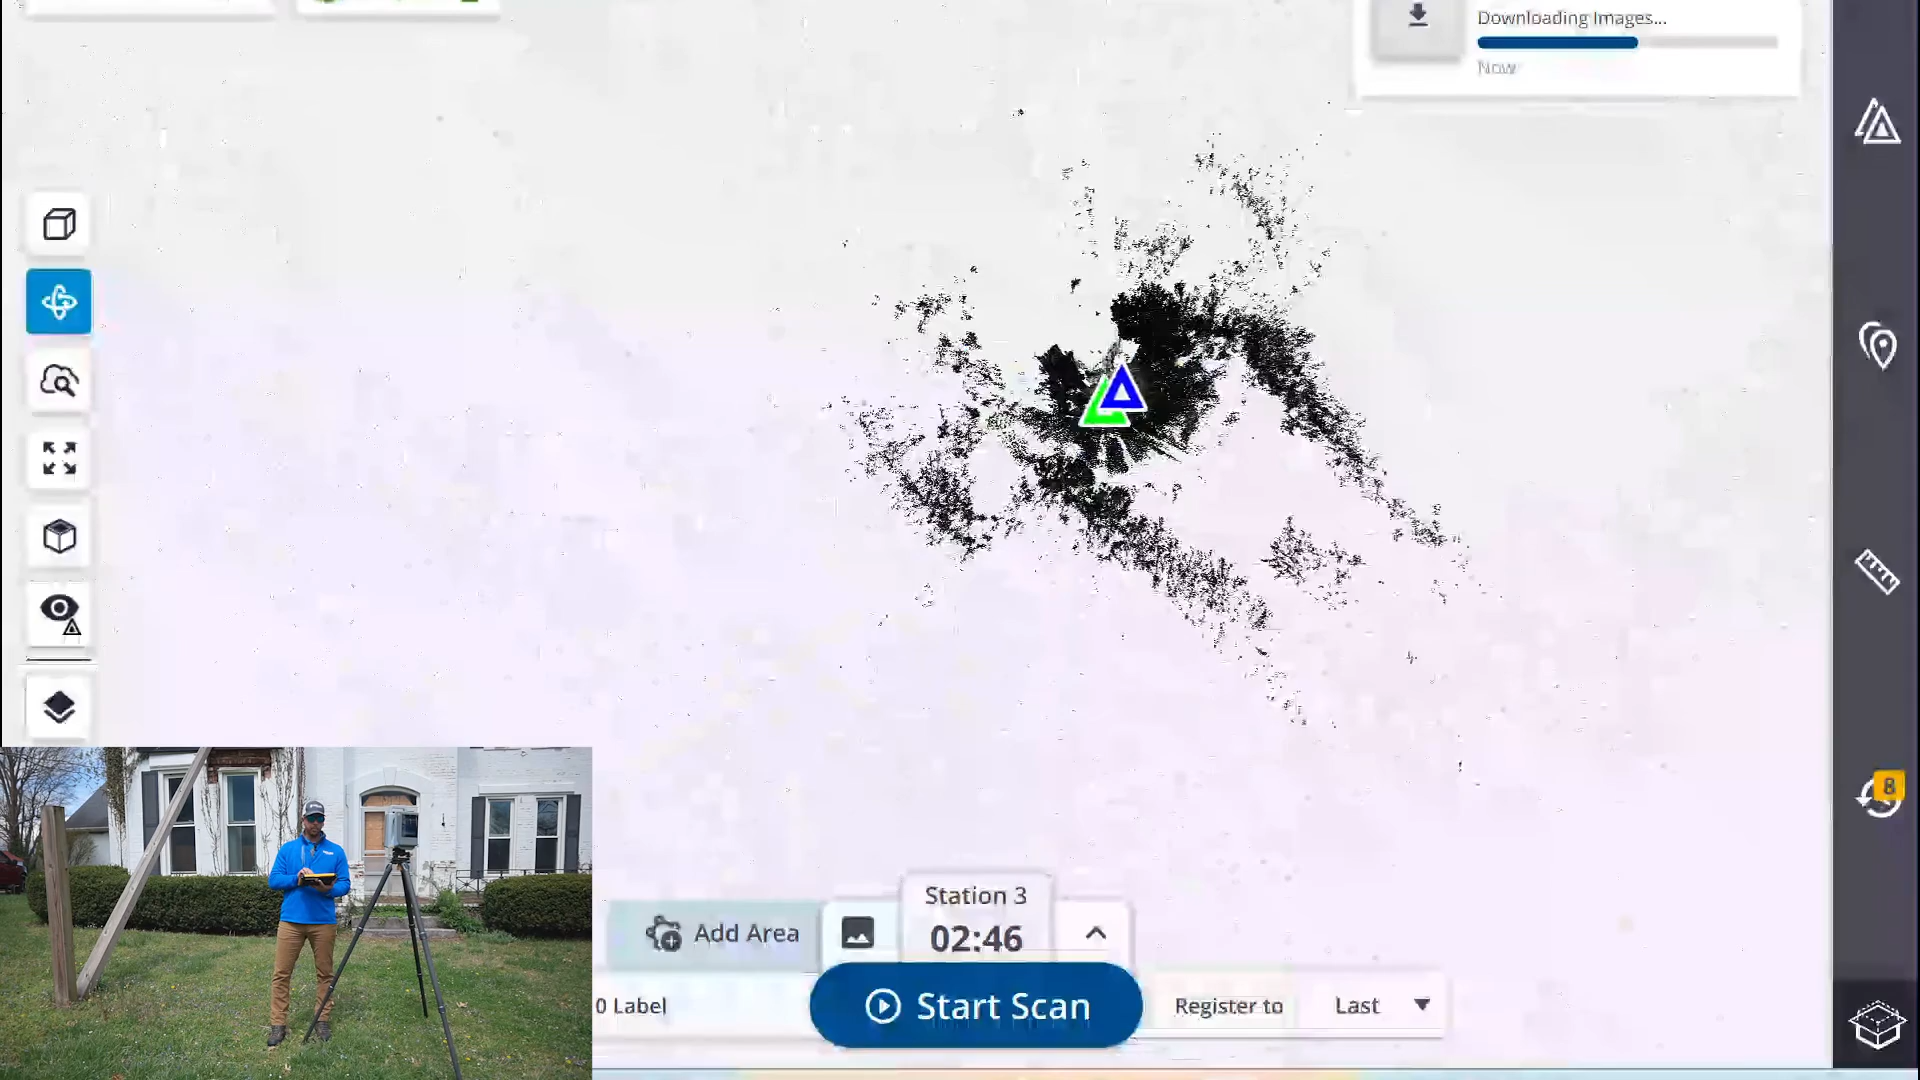 Downloading Images...
Now
8
Station 3
02:46
Add Area
0 Label
Start Scan
Register to
Last